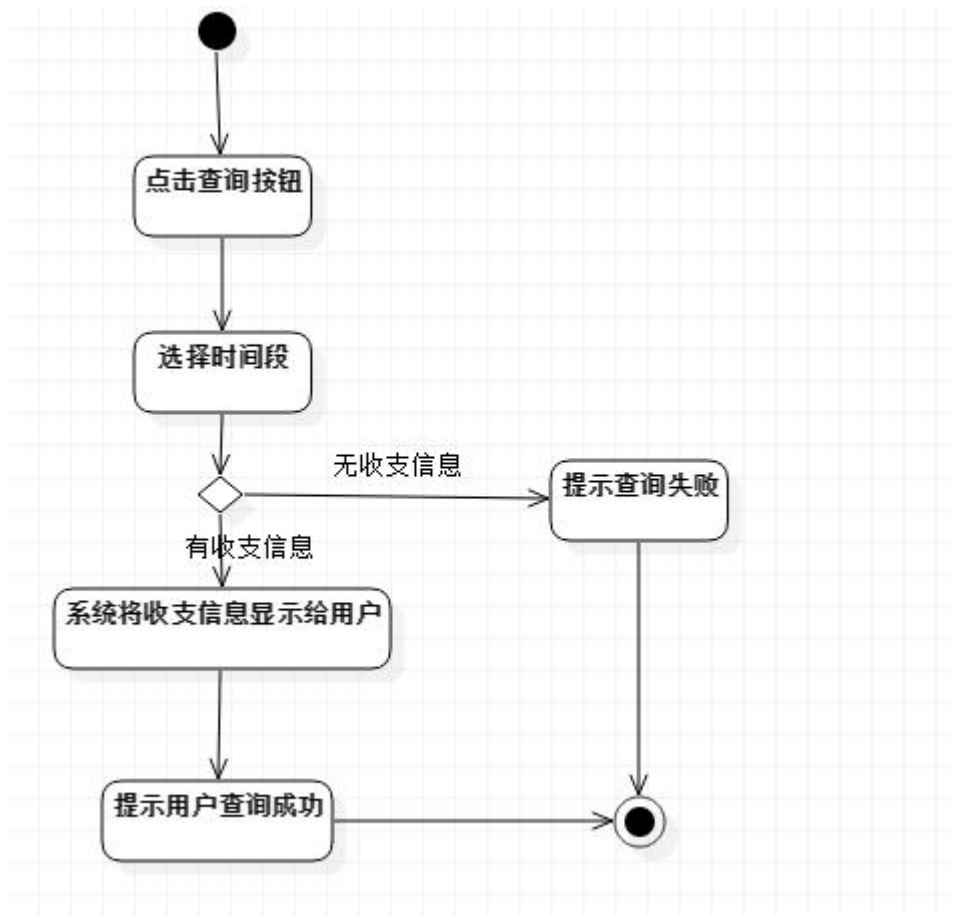 点击查询按钮
选择时间段
无收支信息
提示查询失败
有收支信息
系统将收支信息显示给用户
提示用户查询成功